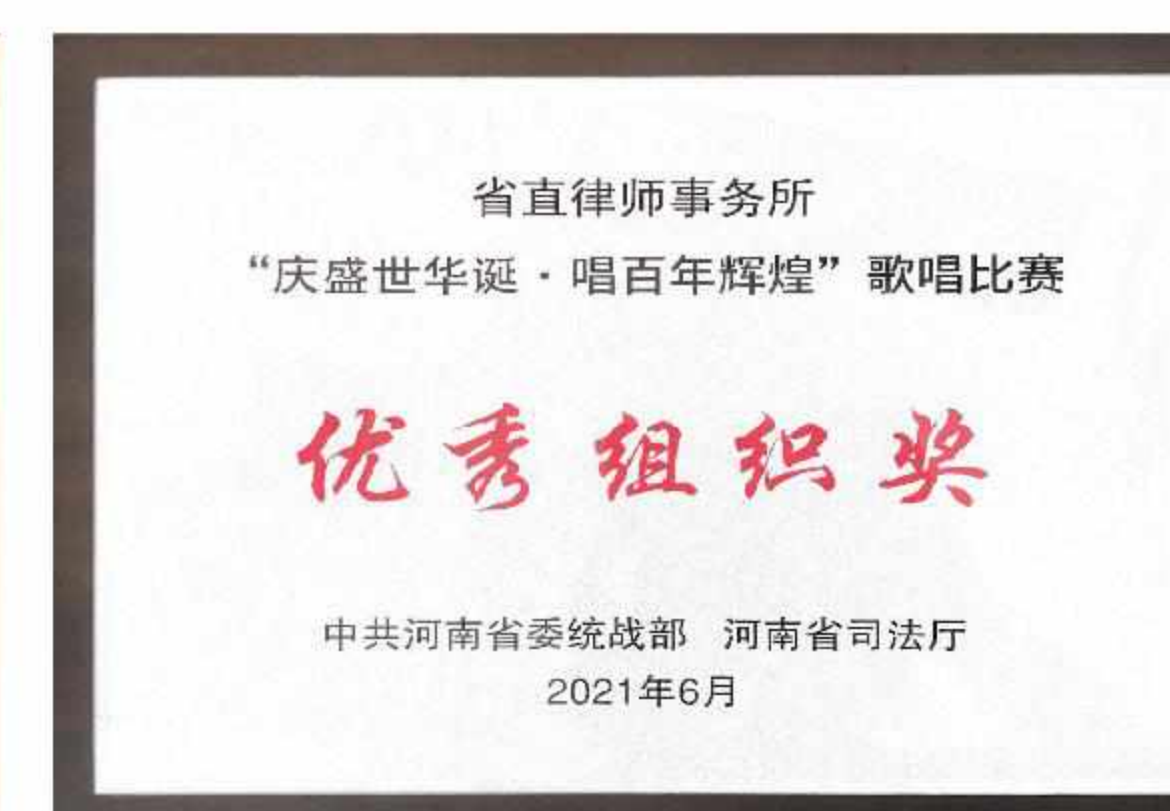 省直律师事务所
“庆盛世华诞·唱百年辉煌”歌唱比赛
优秀组织奖
中共河南省委统战部 河南省司法厅
2021年6月